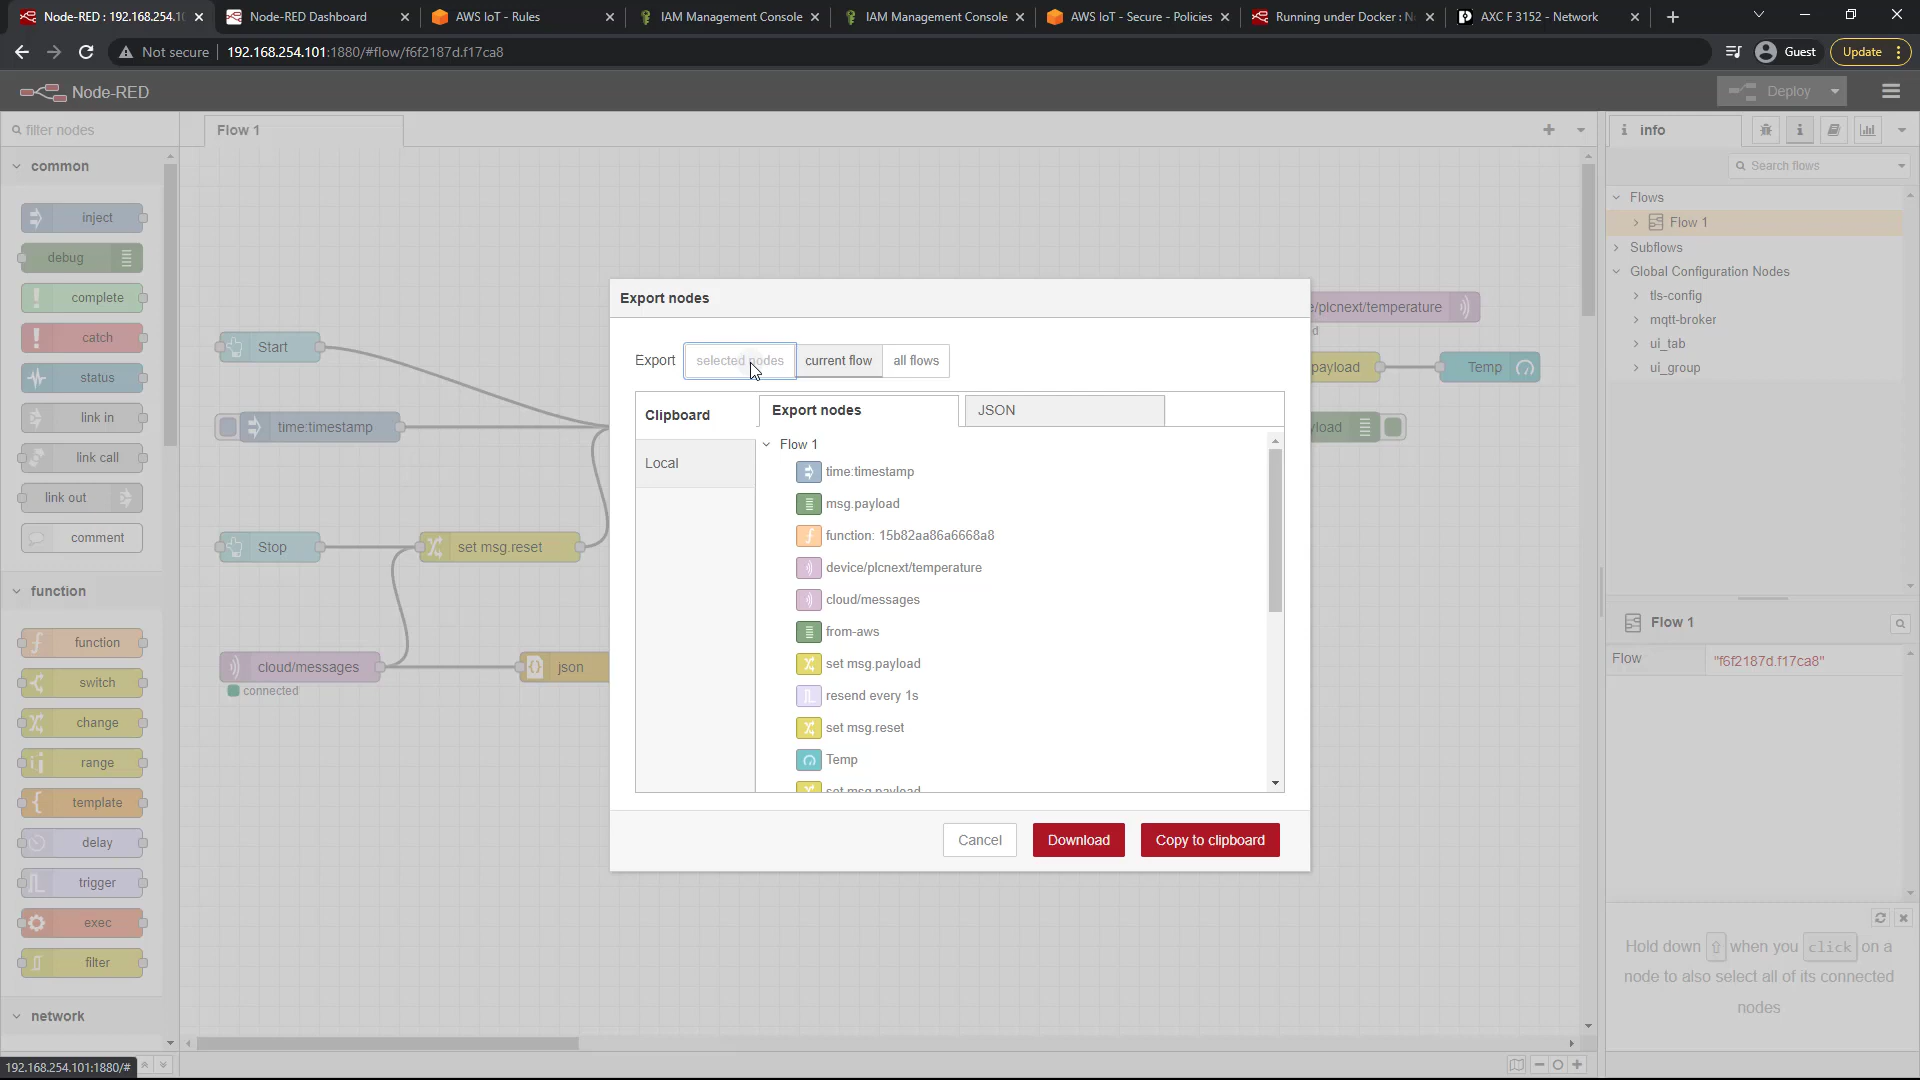 Node-RED : 192.168.254.10
Node-RED Dashboard
AWS IoT - Rules
IAM Management Console
IAM Management Console
AWS IoT - Secure - Policies
Running under Docker : N
AXC F 3152 - Network
Not secure
192.168.254.101:1880/#flow/f6f2187d.f17ca8
Guest
Update
Node-RED
Deploy
filter nodes
Flow 1
info
Search flows
common
inject
debug
complete
catch
status
link in
link call
link out
comment
function
function
switch
change
range
template
delay
trigger
exec
filter
network
192.168.254.101:1880/#
Start
time:timestamp
Stop
set msg.reset
cloud/messages
connected
json
e/plcnext/temperature
d
payload
Temp
yload
Export nodes
Export
selected nodes
current flow
all flows
Clipboard
Local
Export nodes
JSON
Flow 1
time:timestamp
msg.payload
function: 15b82aa86a6668a8
device/plcnext/temperature
cloud/messages
from-aws
set msg.payload
resend every 1s
set msg.reset
Temp
set msg.payload
Cancel
Download
Copy to clipboard
Flows
Flow 1
Subflows
Global Configuration Nodes
tls-config
mqtt-broker
ui_tab
ui_group
Flow 1
Flow
"f6f2187d.f17ca8"
Hold down ⇧ when you click on a
node to also select all of its connected
nodes